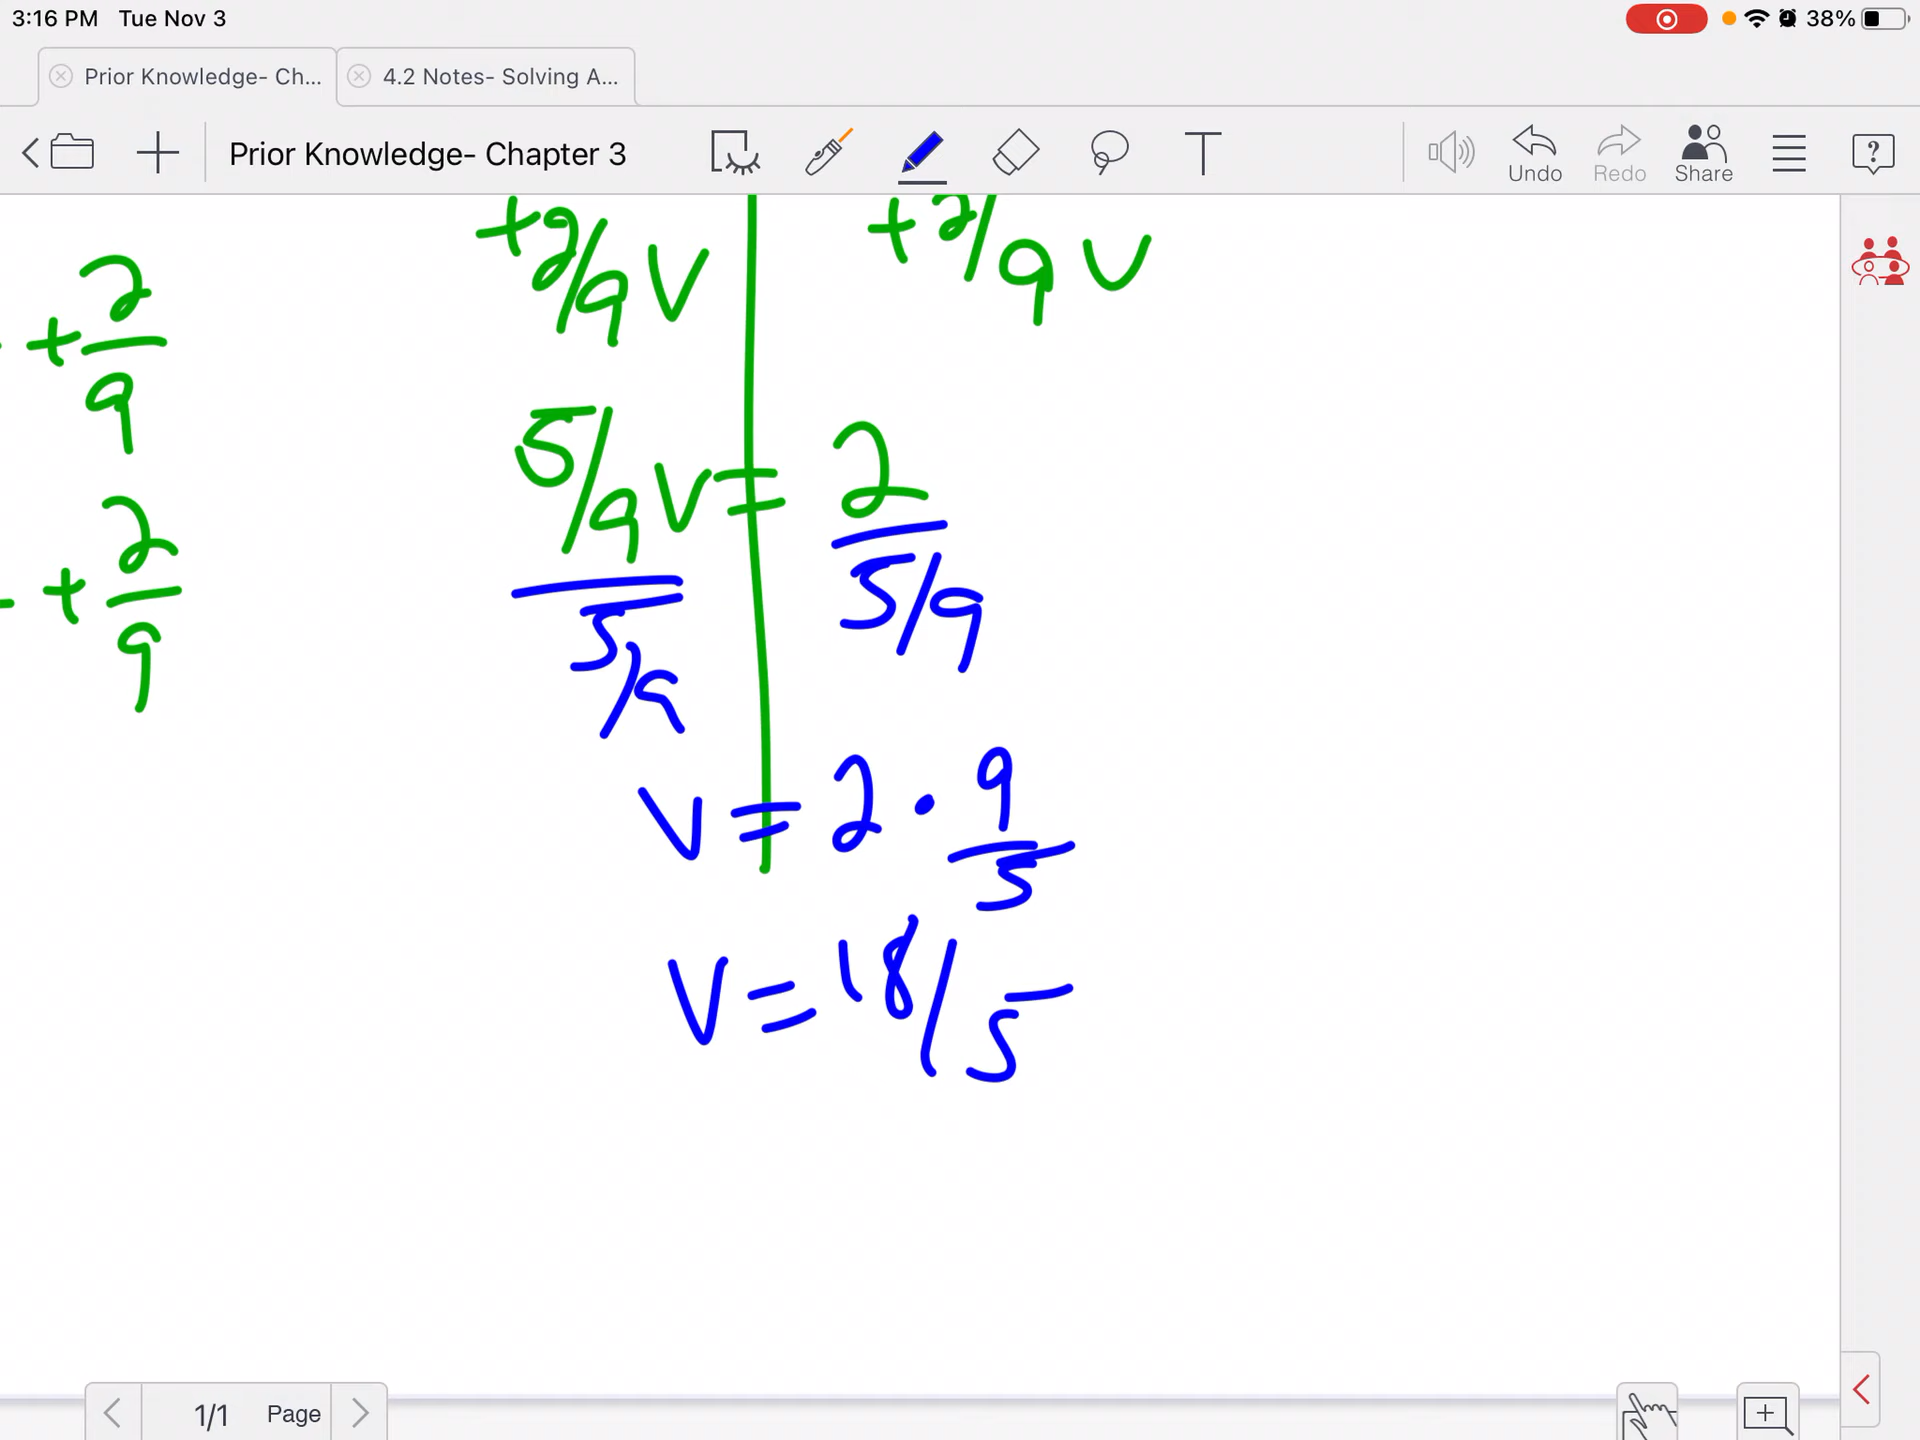 3:16 PM Tue Nov 3 38%
Prior Knowledge- Ch... 4.2 Notes- Solving A...
Prior Knowledge- Chapter 3 T Undo Redo Share ?
+2/9 V +2/9 V
+ 2/9
5/9 V = 2
5/9 5/9
+ 2/9
V = 2 · 9/5
V = 18/5
1/1 Page